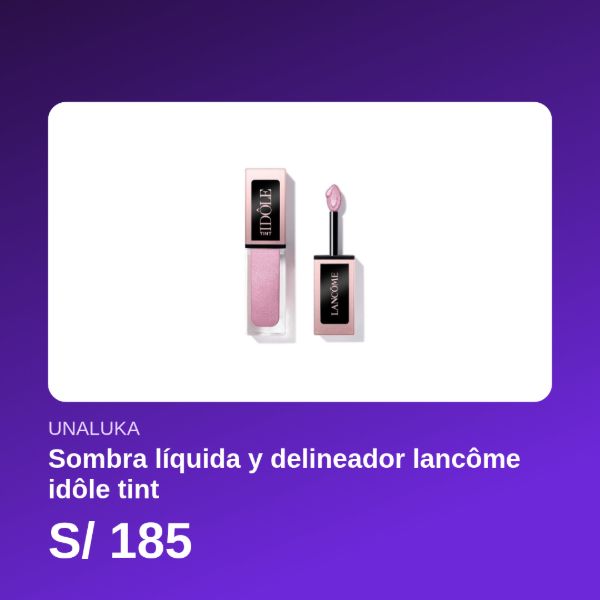 IDÔLE
TINT
LANCÔME
UNALUKA
Sombra líquida y delineador lancôme
idôle tint
S/ 185